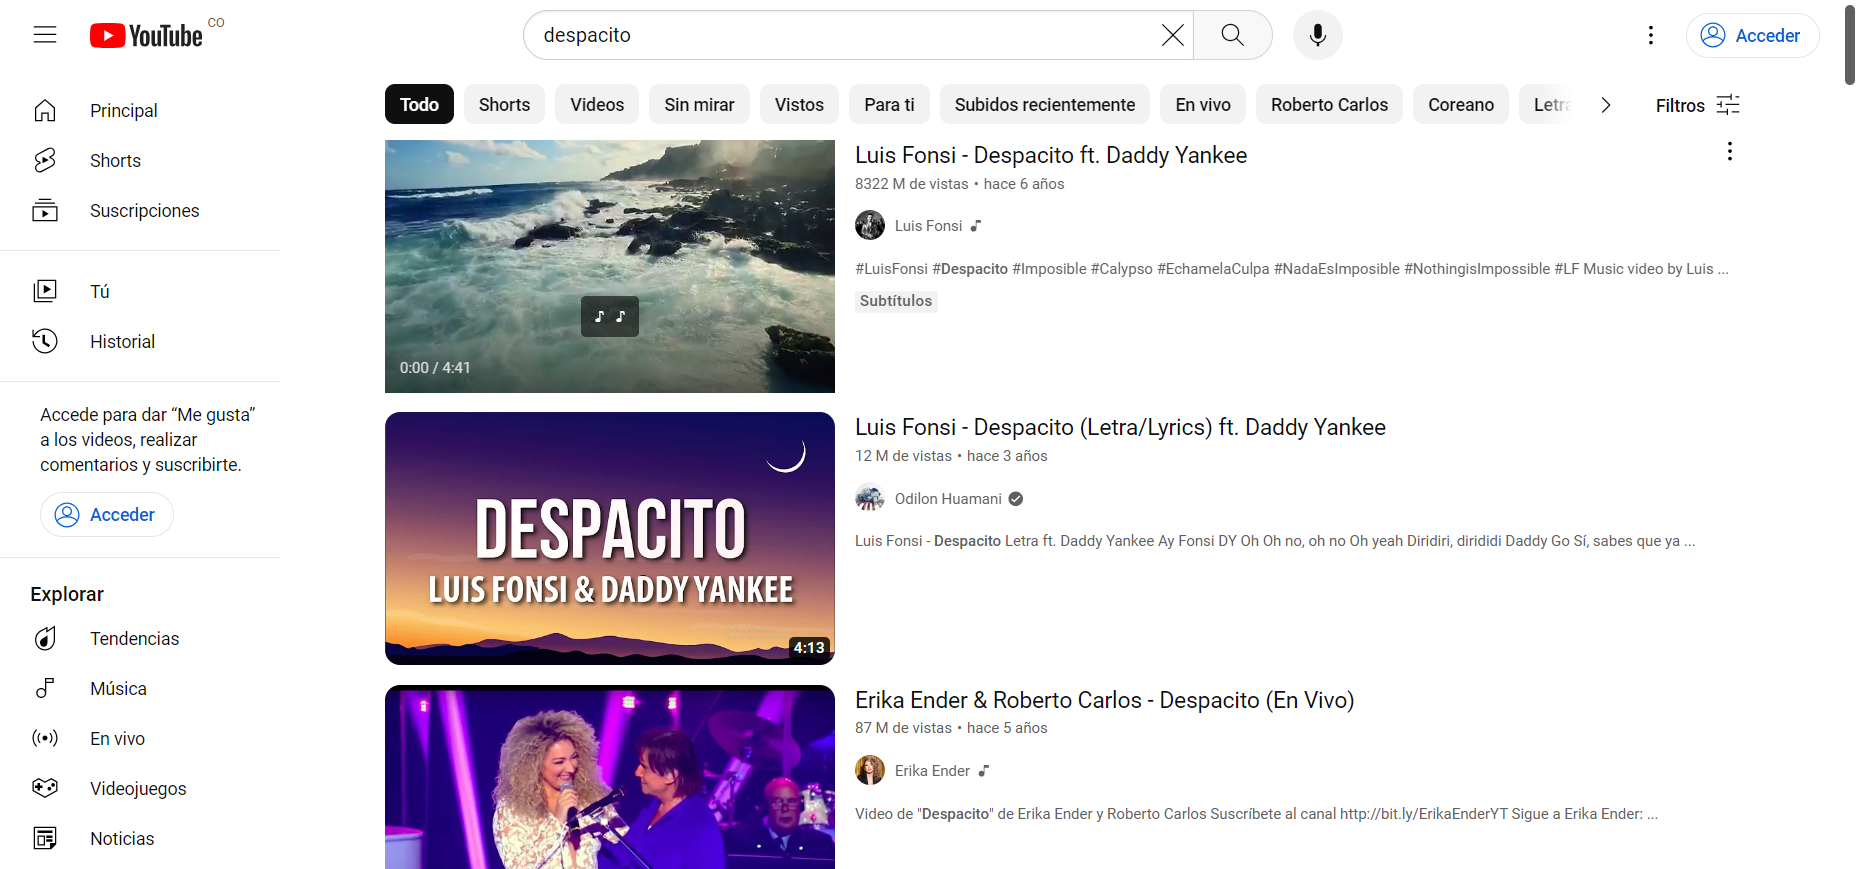 YouTube CO
despacito
Acceder
Todo Shorts Videos Sin mirar Vistos Para ti Subidos recientemente En vivo Roberto Carlos Coreano Letra Filtros
Principal
Shorts
Suscripciones
Tú
Historial
Accede para dar “Me gusta”
a los videos, realizar
comentarios y suscribirte.
Acceder
Explorar
Tendencias
Música
En vivo
Videojuegos
Noticias
0:00 / 4:41
Luis Fonsi - Despacito ft. Daddy Yankee
8322 M de vistas • hace 6 años
Luis Fonsi
#LuisFonsi #Despacito #Imposible #Calypso #EchamelaCulpa #NadaEsImposible #NothingisImpossible #LF Music video by Luis ...
Subtítulos
DESPACITO
LUIS FONSI & DADDY YANKEE
4:13
Luis Fonsi - Despacito (Letra/Lyrics) ft. Daddy Yankee
12 M de vistas • hace 3 años
Odilon Huamani
Luis Fonsi - Despacito Letra ft. Daddy Yankee Ay Fonsi DY Oh Oh no, oh no Oh yeah Diridiri, dirididi Daddy Go Sí, sabes que ya ...
Erika Ender & Roberto Carlos - Despacito (En Vivo)
87 M de vistas • hace 5 años
Erika Ender
Video de "Despacito" de Erika Ender y Roberto Carlos Suscríbete al canal http://bit.ly/ErikaEnderYT Sigue a Erika Ender: ...